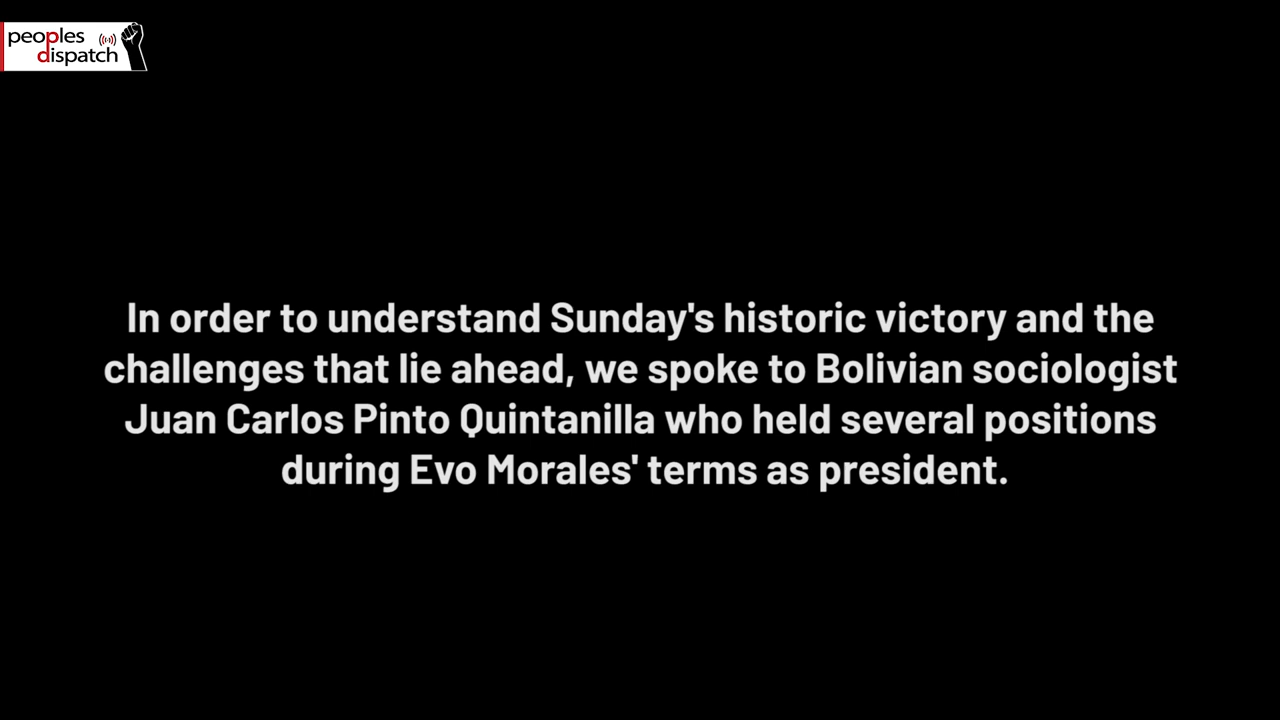 peoples
dispatch
In order to understand Sunday's historic victory and the
challenges that lie ahead, we spoke to Bolivian sociologist
Juan Carlos Pinto Quintanilla who held several positions
during Evo Morales' terms as president.